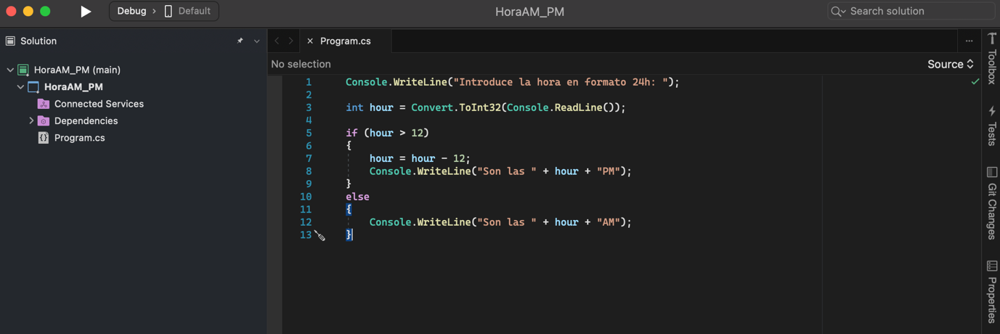 Debug › Default
HoraAM_PM
Search solution
Solution
HoraAM_PM (main)
HoraAM_PM
Connected Services
Dependencies
Program.cs
Program.cs
...
No selection
Source
1 Console.WriteLine("Introduce la hora en formato 24h: ");
2
3 int hour = Convert.ToInt32(Console.ReadLine());
4
5 if (hour > 12)
6 {
7 hour = hour - 12;
8 Console.WriteLine("Son las " + hour + "PM");
9 }
10 else
11 {
12 Console.WriteLine("Son las " + hour + "AM");
13 }
Toolbox
Tests
Git Changes
Properties